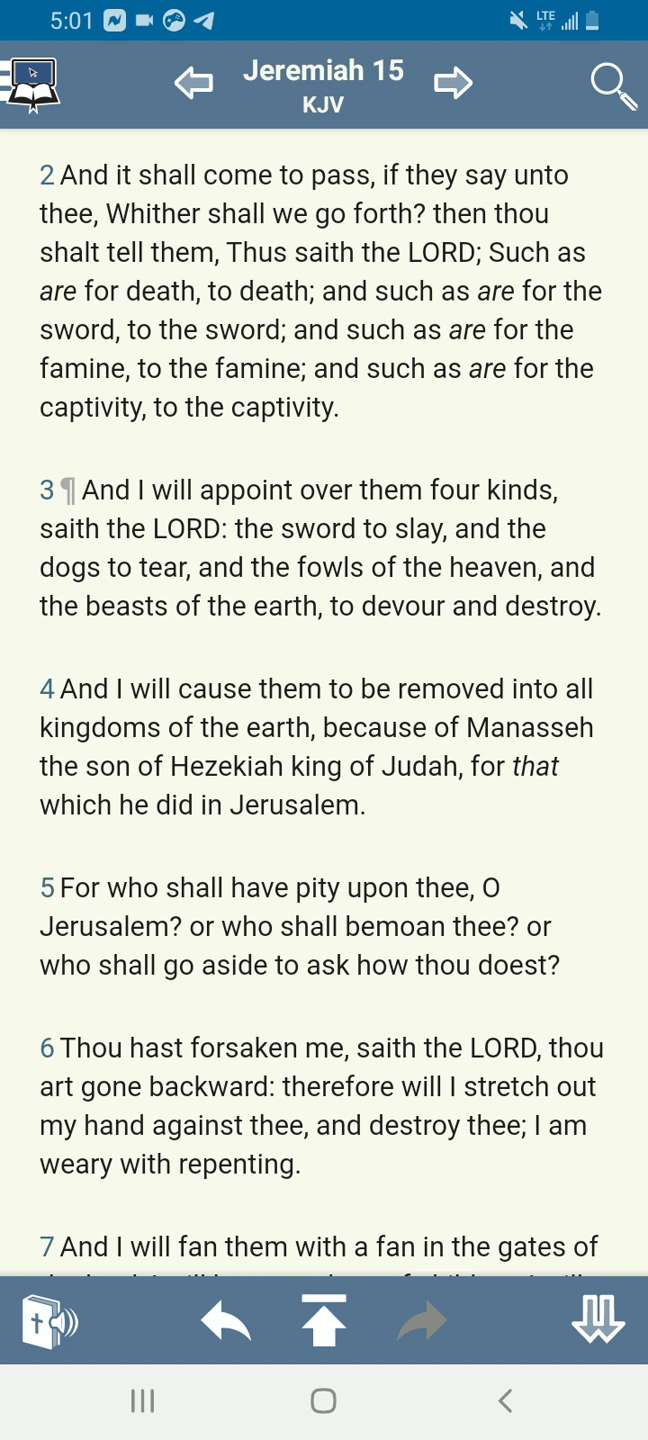 5:01 LTE
Jeremiah 15
KJV
2 And it shall come to pass, if they say unto
thee, Whither shall we go forth? then thou
shalt tell them, Thus saith the LORD; Such as
are for death, to death; and such as are for the
sword, to the sword; and such as are for the
famine, to the famine; and such as are for the
captivity, to the captivity.
3 ¶ And I will appoint over them four kinds,
saith the LORD: the sword to slay, and the
dogs to tear, and the fowls of the heaven, and
the beasts of the earth, to devour and destroy.
4 And I will cause them to be removed into all
kingdoms of the earth, because of Manasseh
the son of Hezekiah king of Judah, for that
which he did in Jerusalem.
5 For who shall have pity upon thee, O
Jerusalem? or who shall bemoan thee? or
who shall go aside to ask how thou doest?
6 Thou hast forsaken me, saith the LORD, thou
art gone backward: therefore will I stretch out
my hand against thee, and destroy thee; I am
weary with repenting.
7 And I will fan them with a fan in the gates of